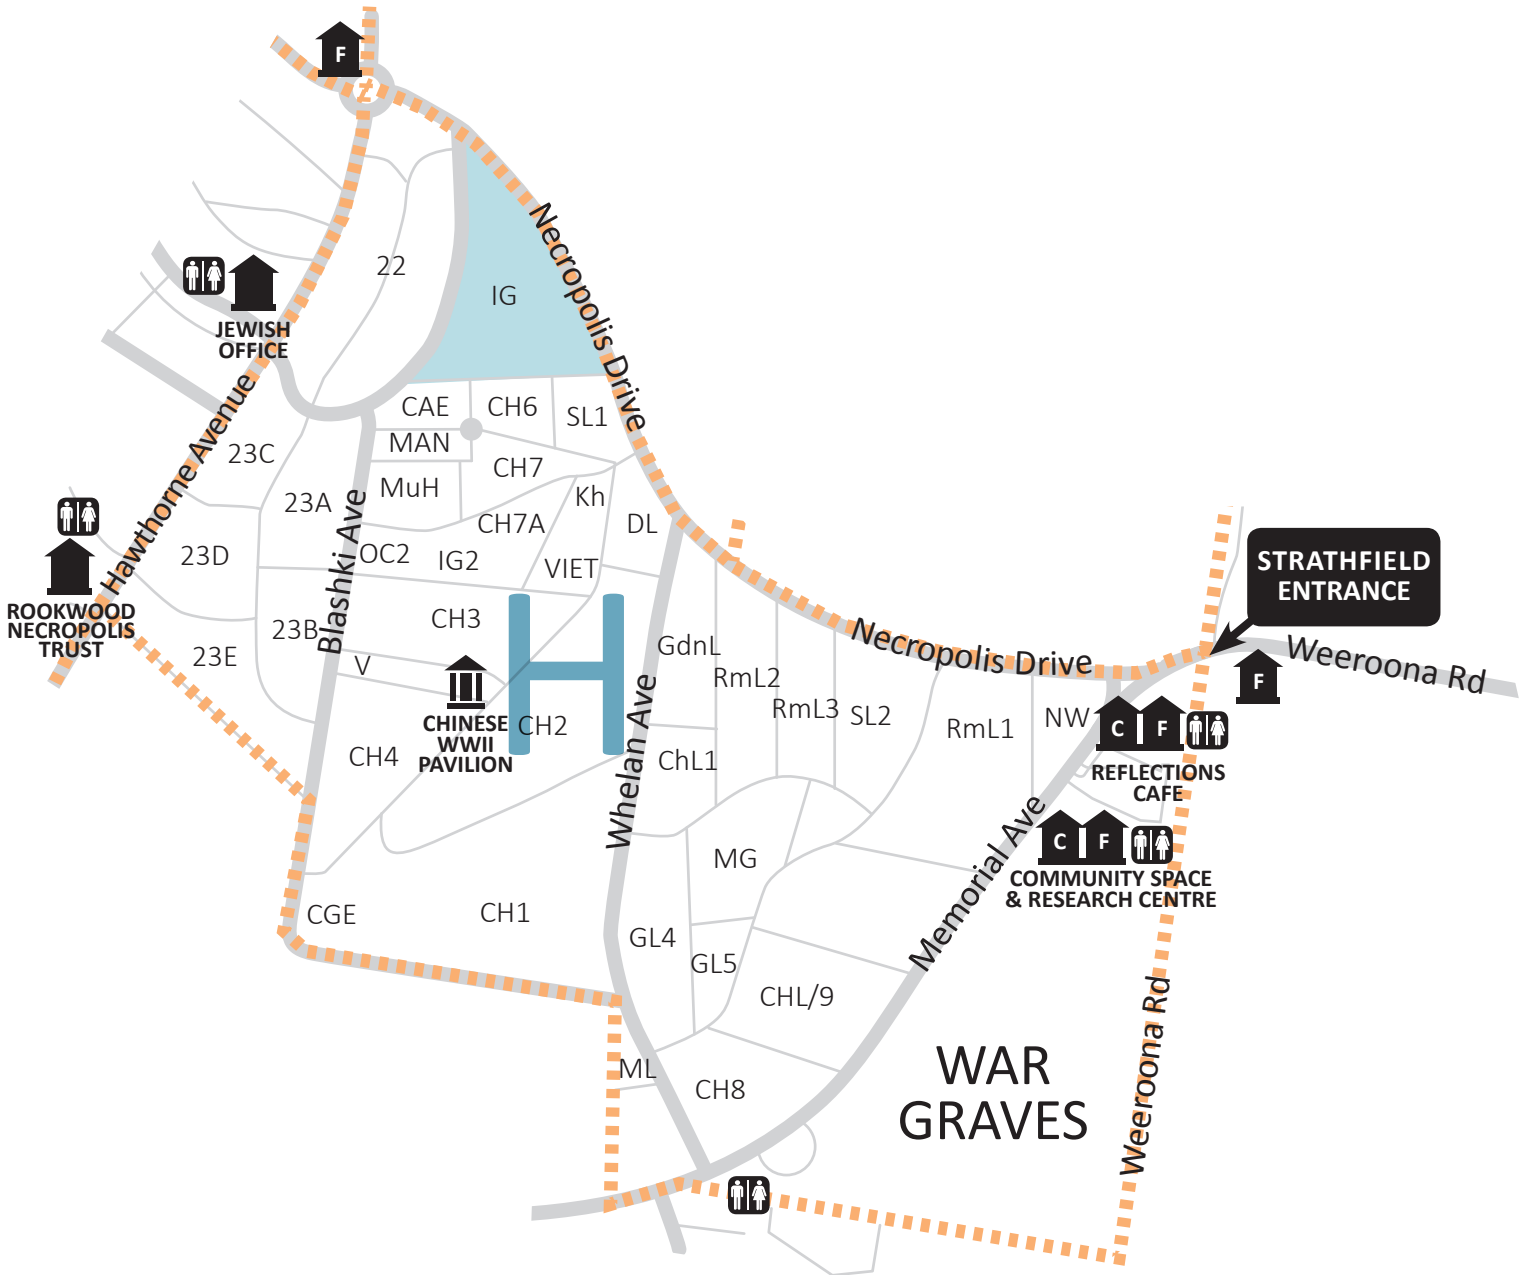 F
22
IG
Necropolis Drive
JEWISH
OFFICE
Hawthorne Avenue
CAE
CH6
SL1
MAN
23C
CH7
MuH
23A
Kh
CH7A
DL
Blashki Ave
OC2
IG2
VIET
23D
ROOKWOOD
NECROPOLIS
TRUST
23B
23E
V
CH3
H
CHINESE
WWII
PAVILION
CH2
CH4
GdnL
RmL2
RmL3
SL2
RmL1
NW
Necropolis Drive
STRATHFIELD
ENTRANCE
Weeroona Rd
F
C
F
REFLECTIONS
CAFE
ChL1
Whelan Ave
C
F
COMMUNITY SPACE
& RESEARCH CENTRE
MG
Memorial Ave
CGE
CH1
GL4
GL5
CHL/9
Weeroona Rd
ML
CH8
WAR
GRAVES